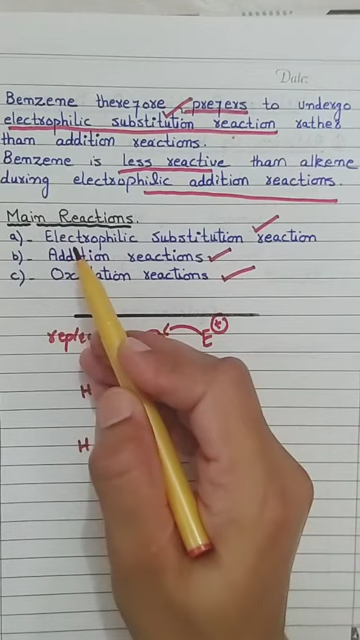 Date:
Benzene therefore prefers to undergo
electrophilic substitution reaction rather
than addition reactions.
Benzene is less reactive than alkene
during electrophilic addition reactions.
Main Reactions.
a)- Electrophilic substitution reaction
b)- Addition reactions
c)- Oxidation reactions
E+
H
H